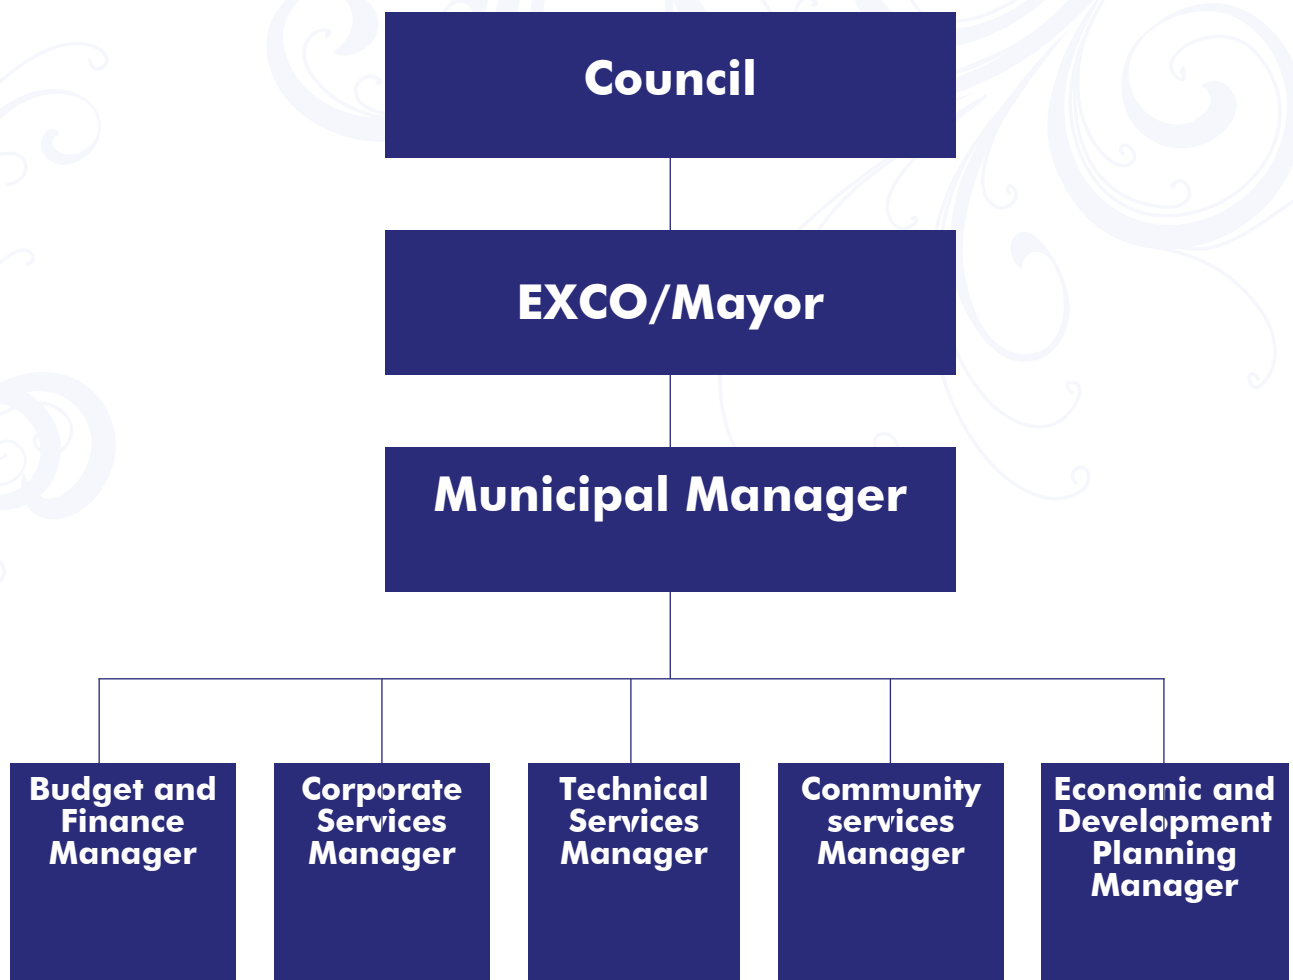 Council
EXCO/Mayor
Municipal Manager
Budget and
Finance
Manager
Corporate
Services
Manager
Technical
Services
Manager
Community
services
Manager
Economic and
Development
Planning
Manager